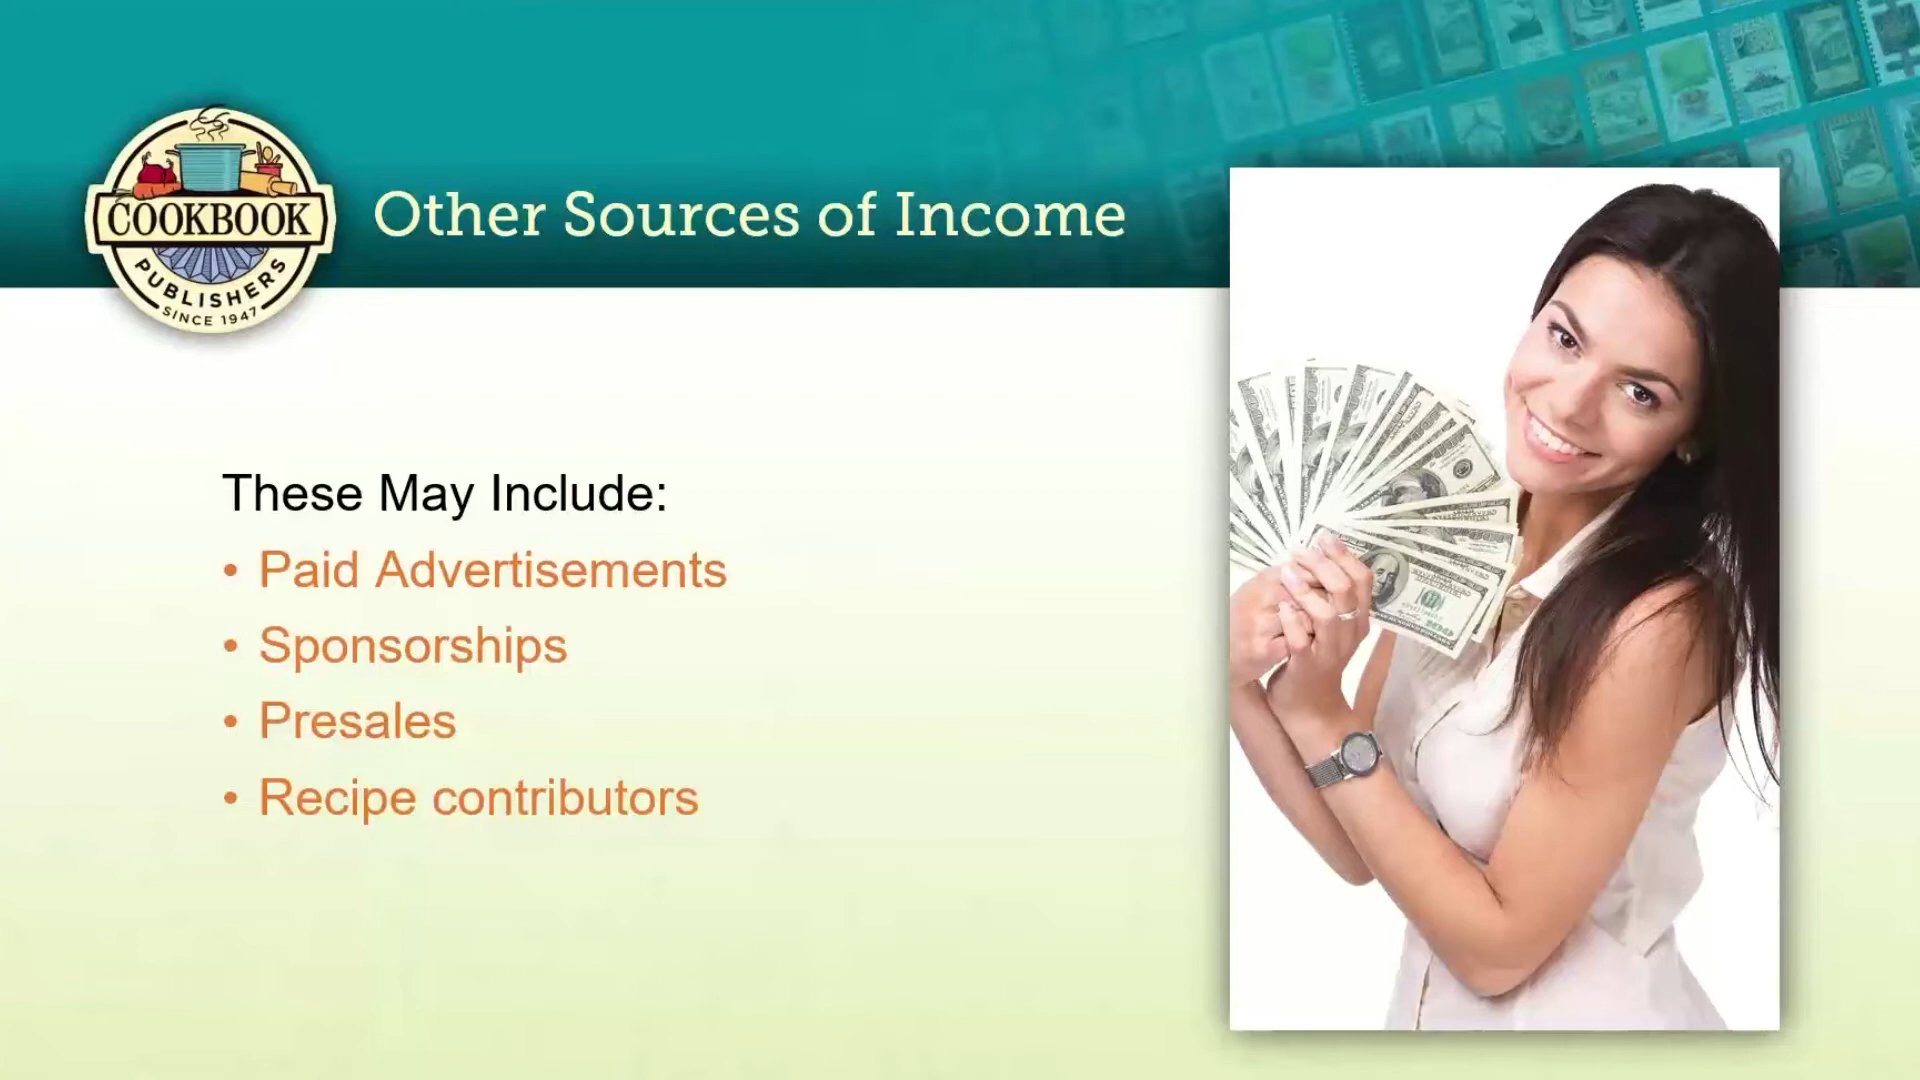 COOKBOOK
PUBLISHERS
SINCE 1947
Other Sources of Income
These May Include:
• Paid Advertisements
• Sponsorships
• Presales
• Recipe contributors